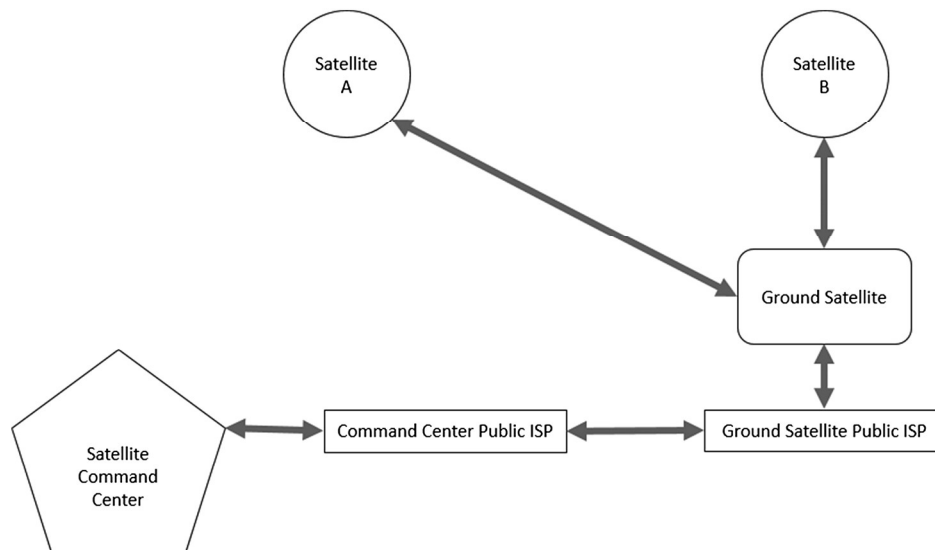 Satellite
A
Satellite
B
Ground Satellite
Command Center Public ISP
Ground Satellite Public ISP
Satellite
Command
Center